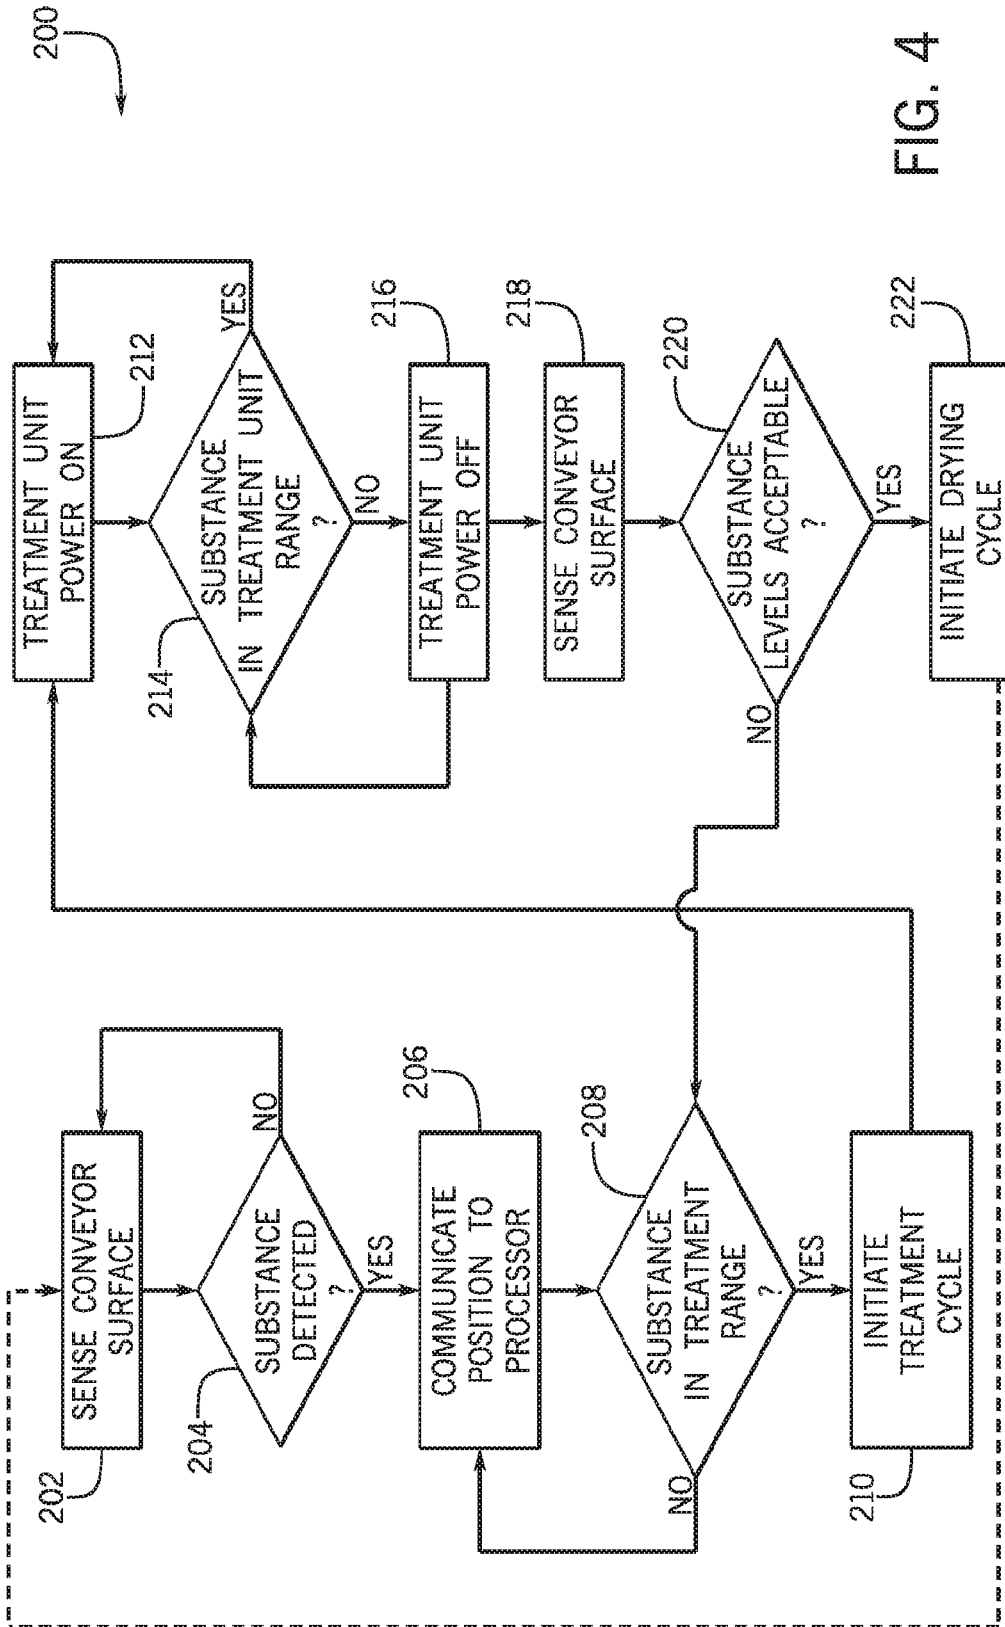 200
202
SENSE CONVEYOR
SURFACE
204
SUBSTANCE
DETECTED
?
NO
YES
206
COMMUNICATE
POSITION TO
PROCESSOR
208
SUBSTANCE
IN TREATMENT
RANGE
?
NO
YES
210
INITIATE
TREATMENT
CYCLE
TREATMENT UNIT
POWER ON
212
214
SUBSTANCE
IN TREATMENT UNIT
RANGE
?
YES
NO
216
TREATMENT UNIT
POWER OFF
218
SENSE CONVEYOR
SURFACE
220
SUBSTANCE
LEVELS ACCEPTABLE
?
NO
YES
222
INITIATE DRYING
CYCLE
FIG. 4